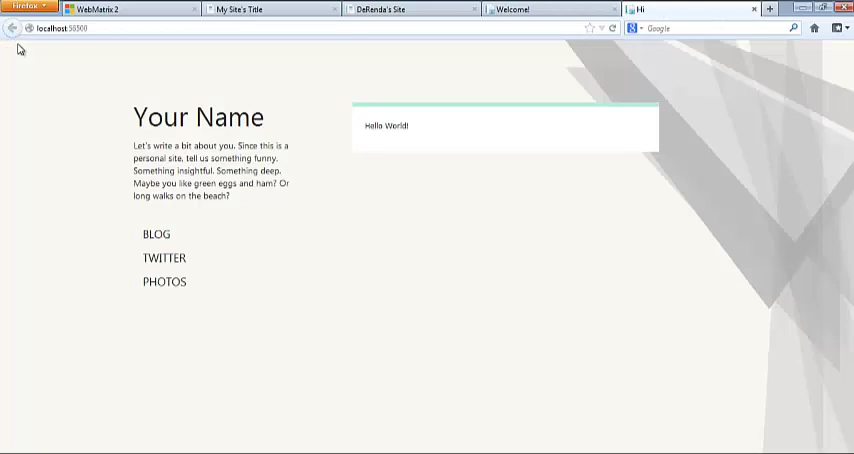 Firefox
WebMatrix 2
My Site's Title
DeRenda's Site
Welcome!
Hi
localhost:56500
Google
Your Name
Let's write a bit about you. Since this is a
personal site, tell us something funny.
Something insightful. Something deep.
Maybe you like green eggs and ham? Or
long walks on the beach?
BLOG
TWITTER
PHOTOS
Hello World!